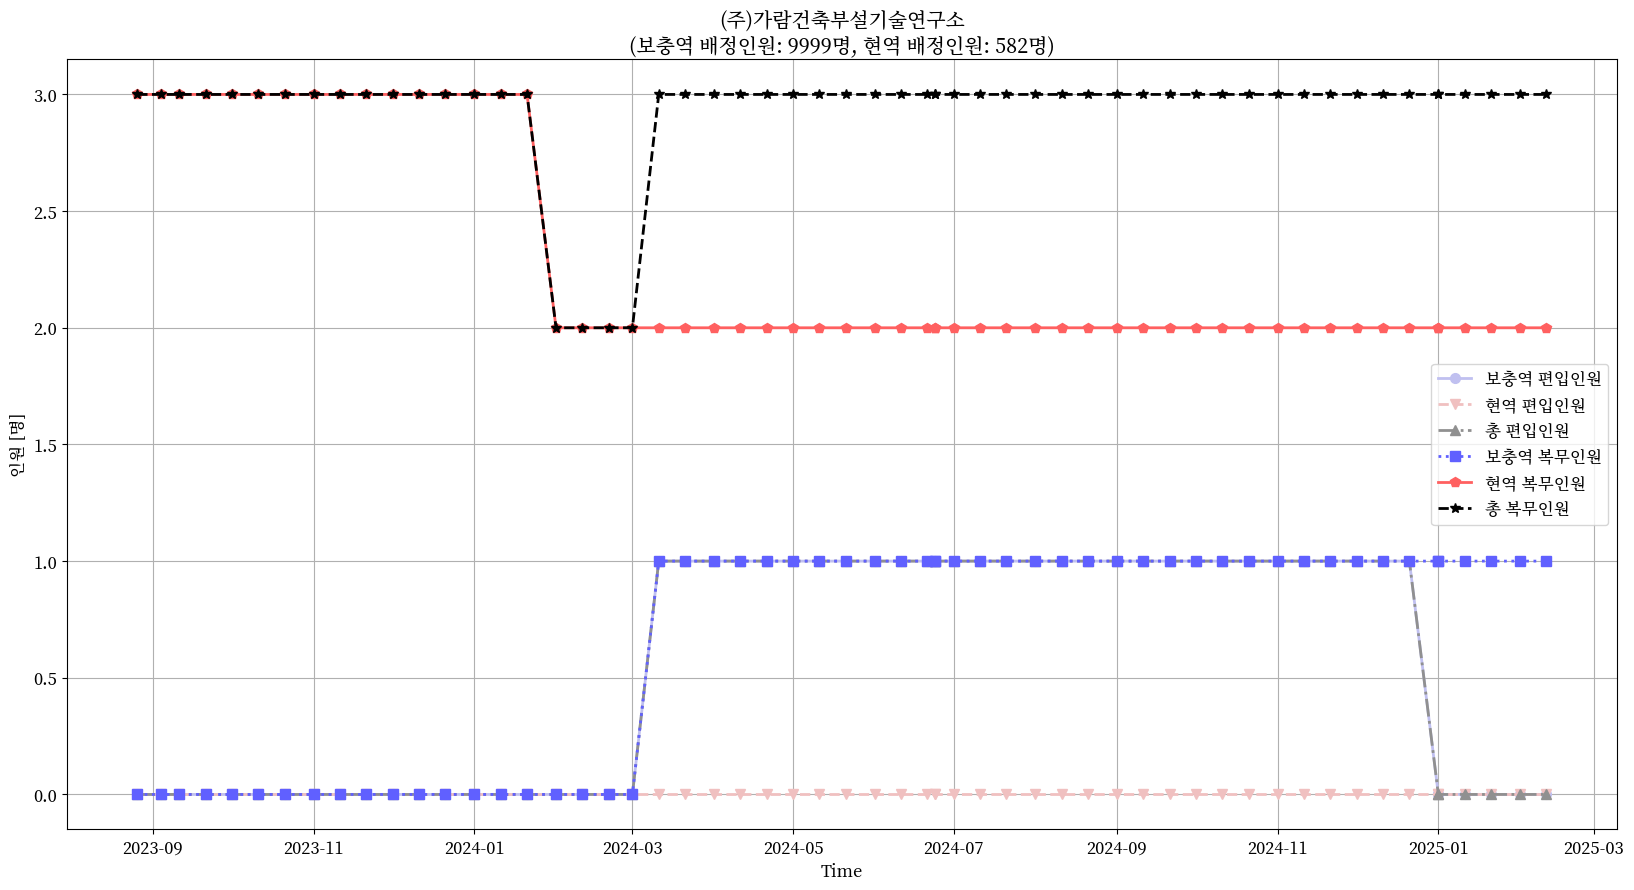 (주)가람건축부설기술연구소
(보충역 배정인원: 9999명, 현역 배정인원: 582명)
인원 [명]
3.0
2.5
2.0
1.5
1.0
0.5
0.0
보충역 편입인원
현역 편입인원
총 편입인원
보충역 복무인원
현역 복무인원
총 복무인원
2023-09
2023-11
2024-01
2024-03
2024-05
2024-07
2024-09
2024-11
2025-01
2025-03
Time